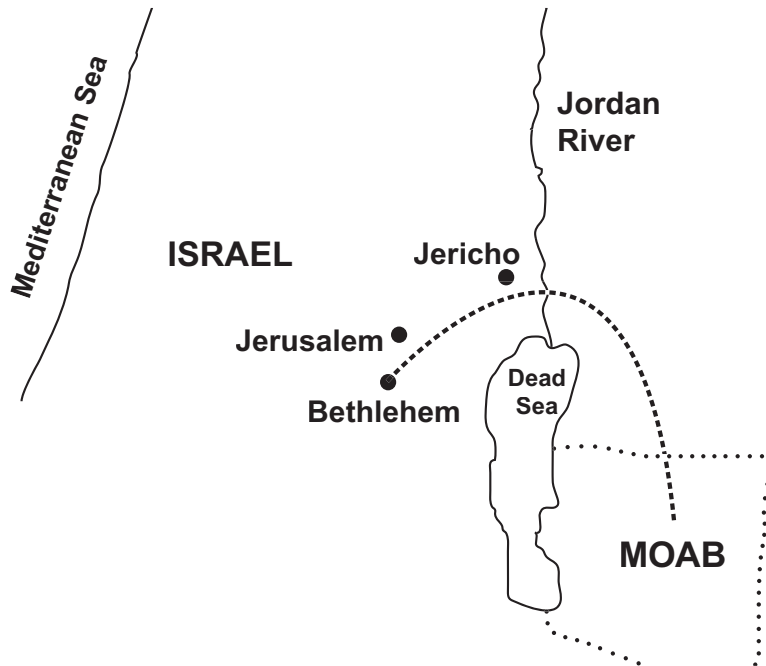 Mediterranean Sea
Jordan
River
ISRAEL
Jericho
Jerusalem
Bethlehem
Dead
Sea
MOAB